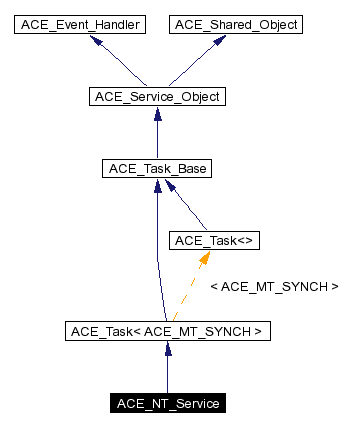 ACE_Event_Handler
ACE_Shared_Object
ACE_Service_Object
ACE_Task_Base
ACE_Task<>
< ACE_MT_SYNCH >
ACE_Task< ACE_MT_SYNCH >
ACE_NT_Service